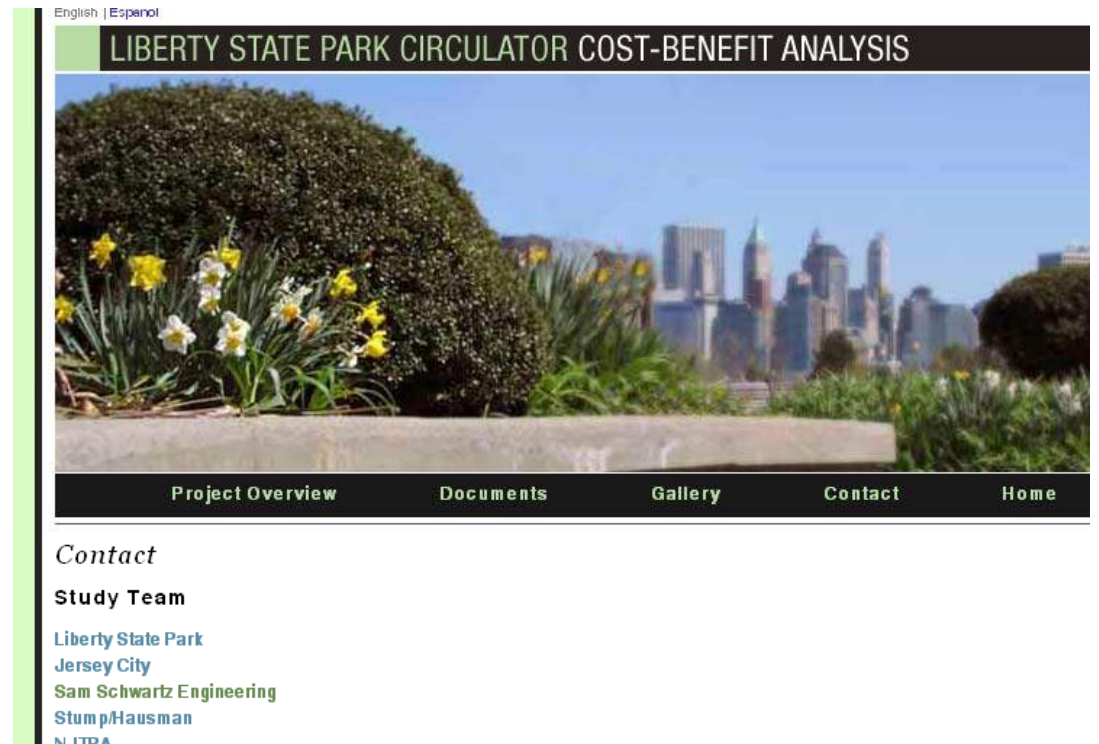 English | Espanol
LIBERTY STATE PARK CIRCULATOR COST-BENEFIT ANALYSIS
Project Overview Documents Gallery Contact Home
Contact
Study Team
Liberty State Park
Jersey City
Sam Schwartz Engineering
Stump/Hausman
NJTPA